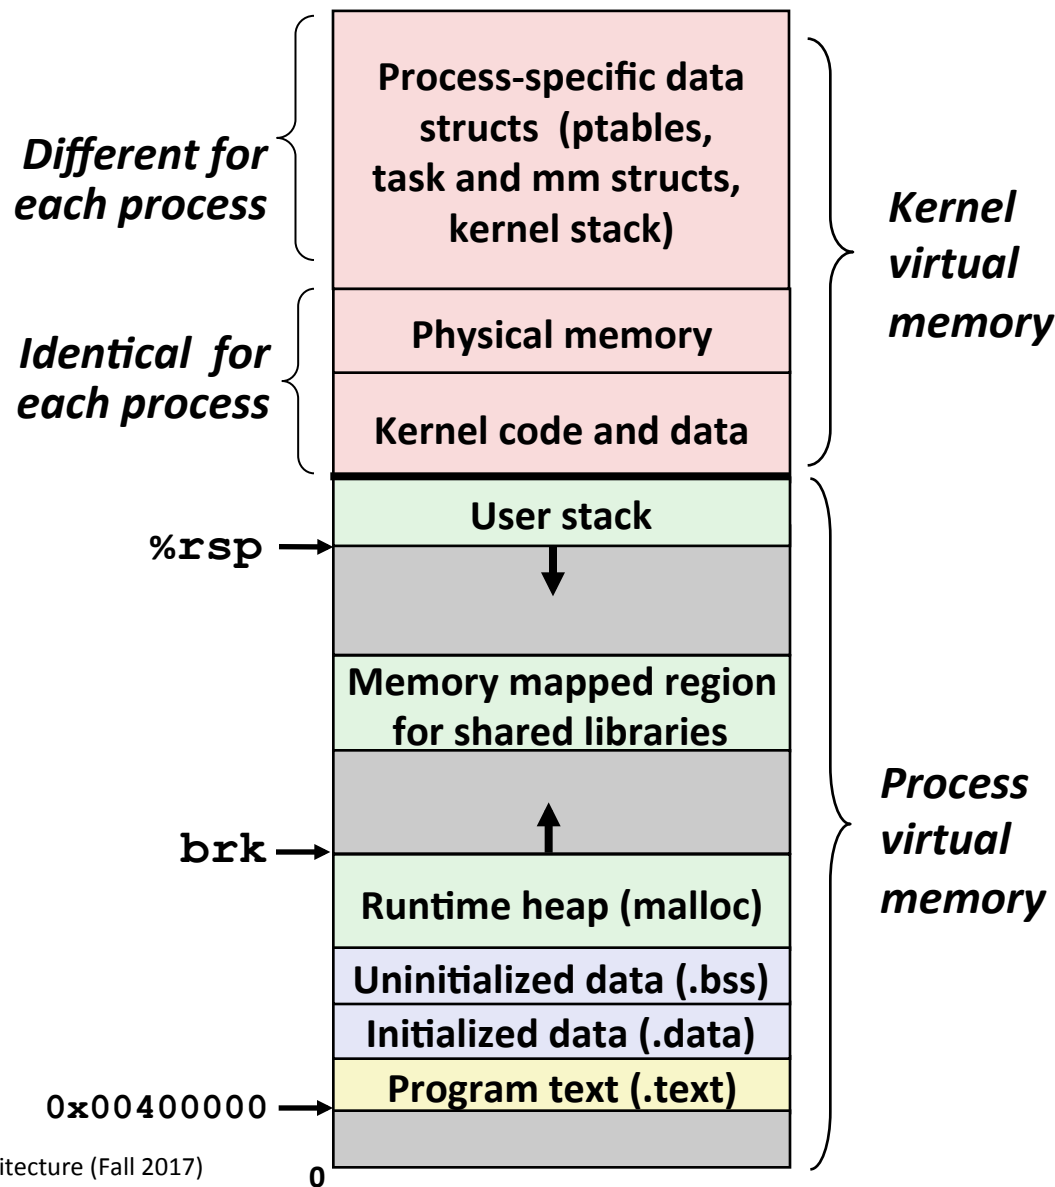 Process-specific data
structs (ptables,
task and mm structs,
kernel stack)
Different for
each process
Kernel
virtual
memory
Physical memory
Identical for
each process
Kernel code and data
User stack
%rsp
Memory mapped region
for shared libraries
Process
virtual
memory
brk
Runtime heap (malloc)
Uninitialized data (.bss)
Initialized data (.data)
Program text (.text)
0x00400000
itecture (Fall 2017)
0